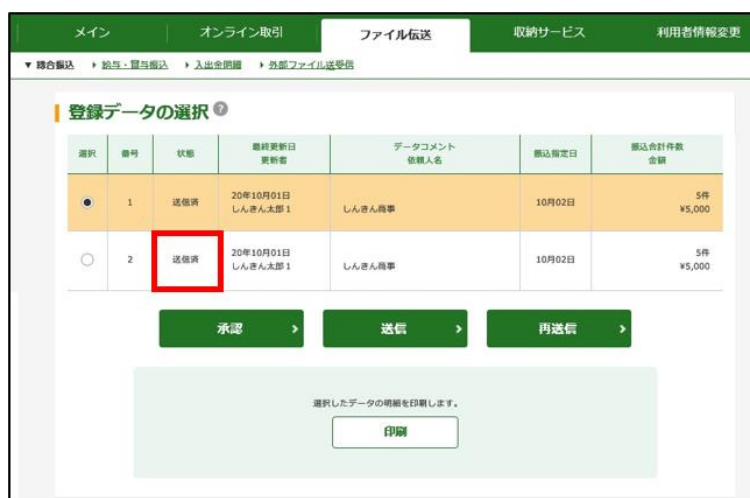 メイン オンライン取引 ファイル伝送 収納サービス 利用者情報変更
▼ 総合振込 ▸ 給与・賞与振込 ▸ 入出金明細 ▸ 外部ファイル送受信
登録データの選択 ?
選択 番号 状態 最終更新日 データコメント 振込指定日 振込合計件数
更新者 依頼人名 金額
1 送信済 20年10月01日 しんきん商事 10月02日 5件
しんきん太郎1 ¥5,000
2 送信済 20年10月01日 しんきん商事 10月02日 5件
しんきん太郎1 ¥5,000
承認 › 送信 › 再送信 ›
選択したデータの明細を印刷します。
印刷